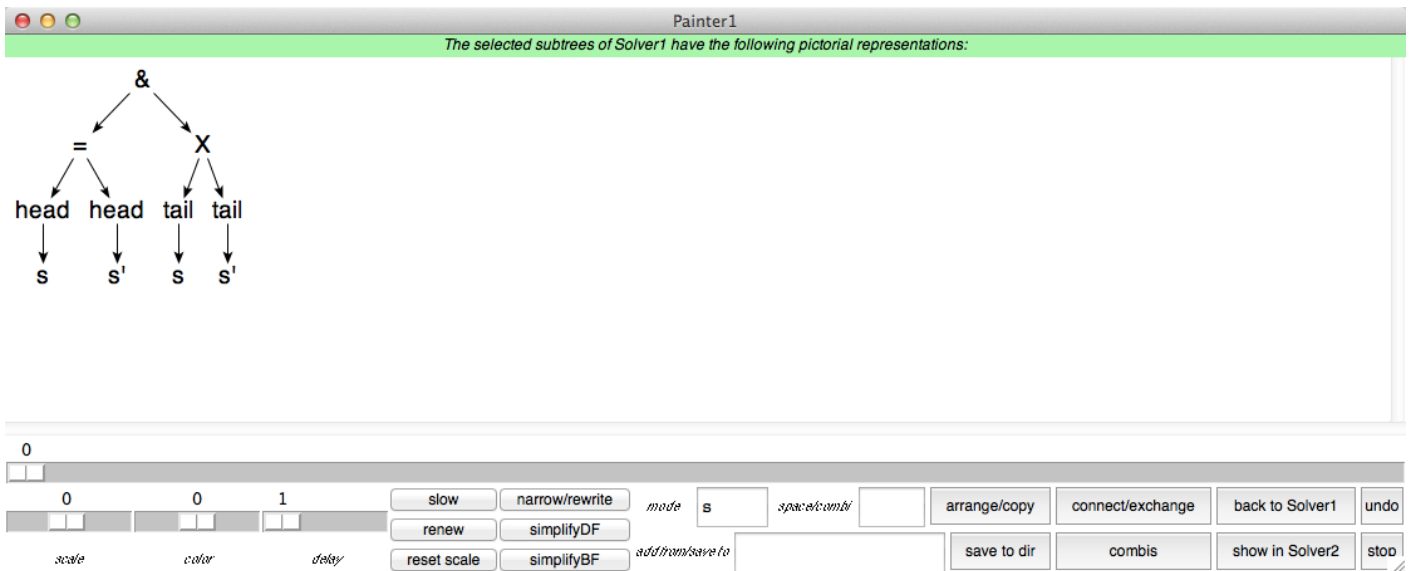 Painter1
The selected subtrees of Solver1 have the following pictorial representations:
&
= X
head head tail tail
s s' s s'
0
0 0 1 slow narrow/rewrite mode s space/combi arrange/copy connect/exchange back to Solver1 undo
renew simplifyDF
scale color delay reset scale simplifyBF add from/save to save to dir combis show in Solver2 stop